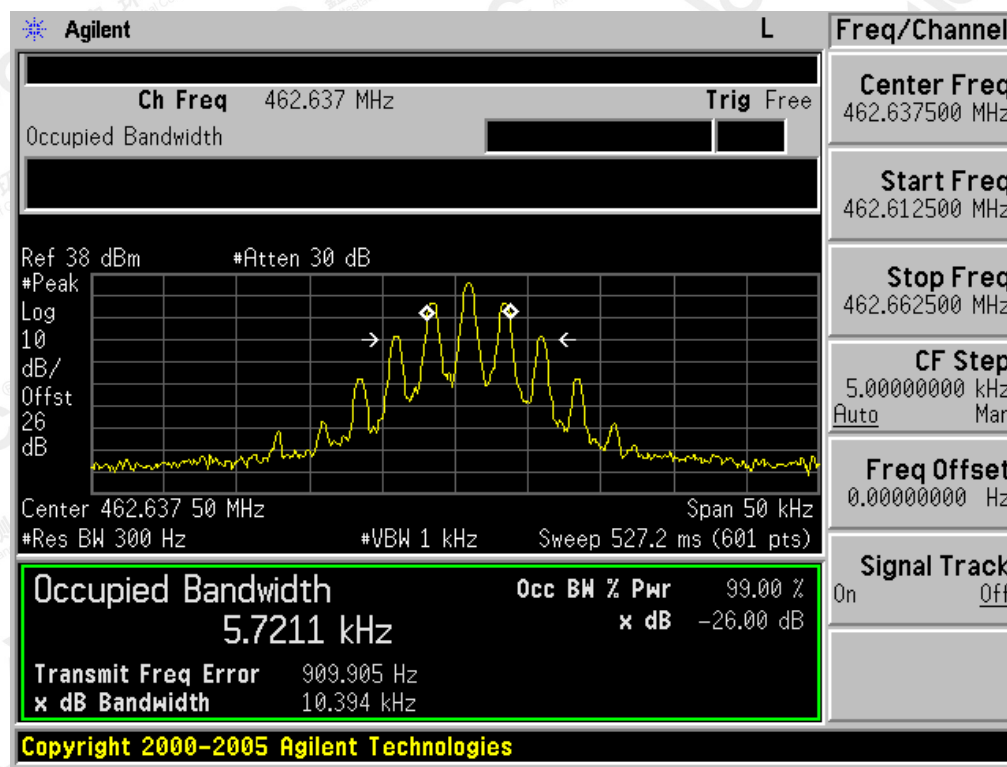 Agilent
L
Freq/Channel
Ch Freq 462.637 MHz Trig Free
Occupied Bandwidth
Center Freq
462.637500 MHz
Start Freq
462.612500 MHz
Stop Freq
462.662500 MHz
CF Step
5.00000000 kHz
Auto Man
Freq Offset
0.00000000 Hz
Signal Track
On Off
Ref 38 dBm #Atten 30 dB
#Peak
Log
10
dB/
Offst
26
dB
Center 462.637 50 MHz Span 50 kHz
#Res BW 300 Hz #VBW 1 kHz Sweep 527.2 ms (601 pts)
Occupied Bandwidth
5.7211 kHz
Occ BW % Pwr 99.00 %
x dB -26.00 dB
Transmit Freq Error 909.905 Hz
x dB Bandwidth 10.394 kHz
Copyright 2000-2005 Agilent Technologies